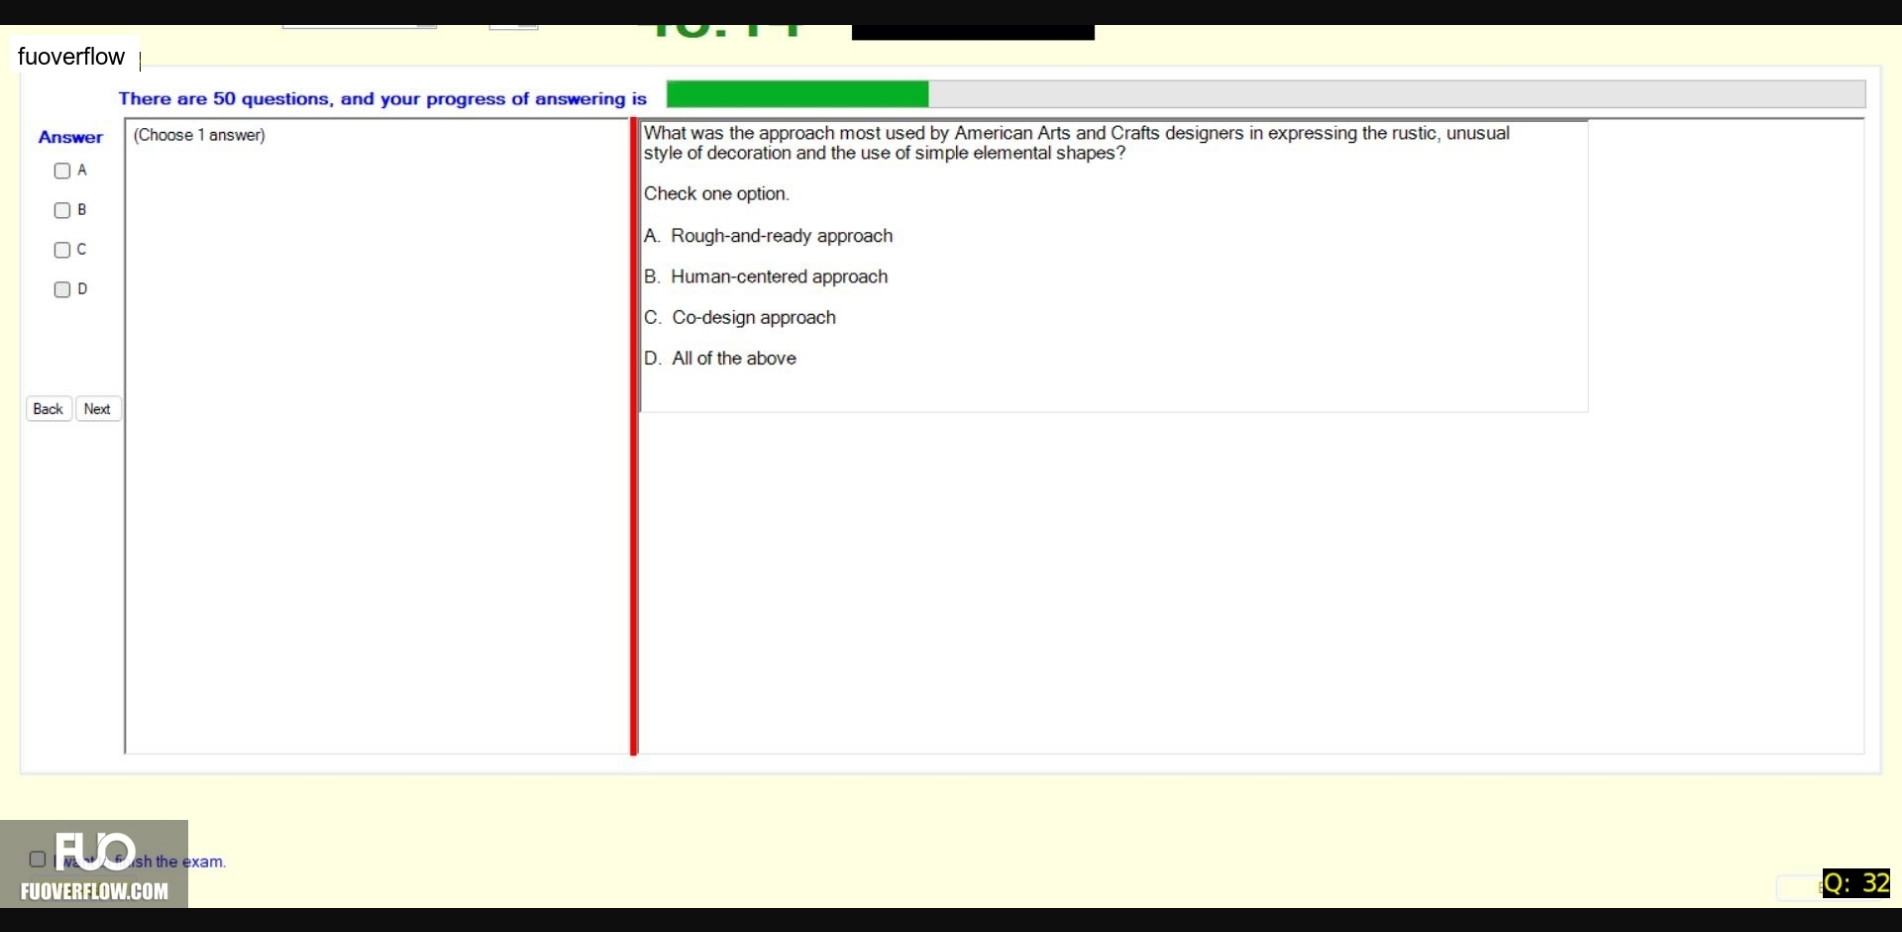 fuoverflow
There are 50 questions, and your progress of answering is
Answer
(Choose 1 answer)
A
B
C
D
Back Next
What was the approach most used by American Arts and Crafts designers in expressing the rustic, unusual
style of decoration and the use of simple elemental shapes?
Check one option.
A. Rough-and-ready approach
B. Human-centered approach
C. Co-design approach
D. All of the above
FUO
finish the exam.
FUOVERFLOW.COM
Q: 32